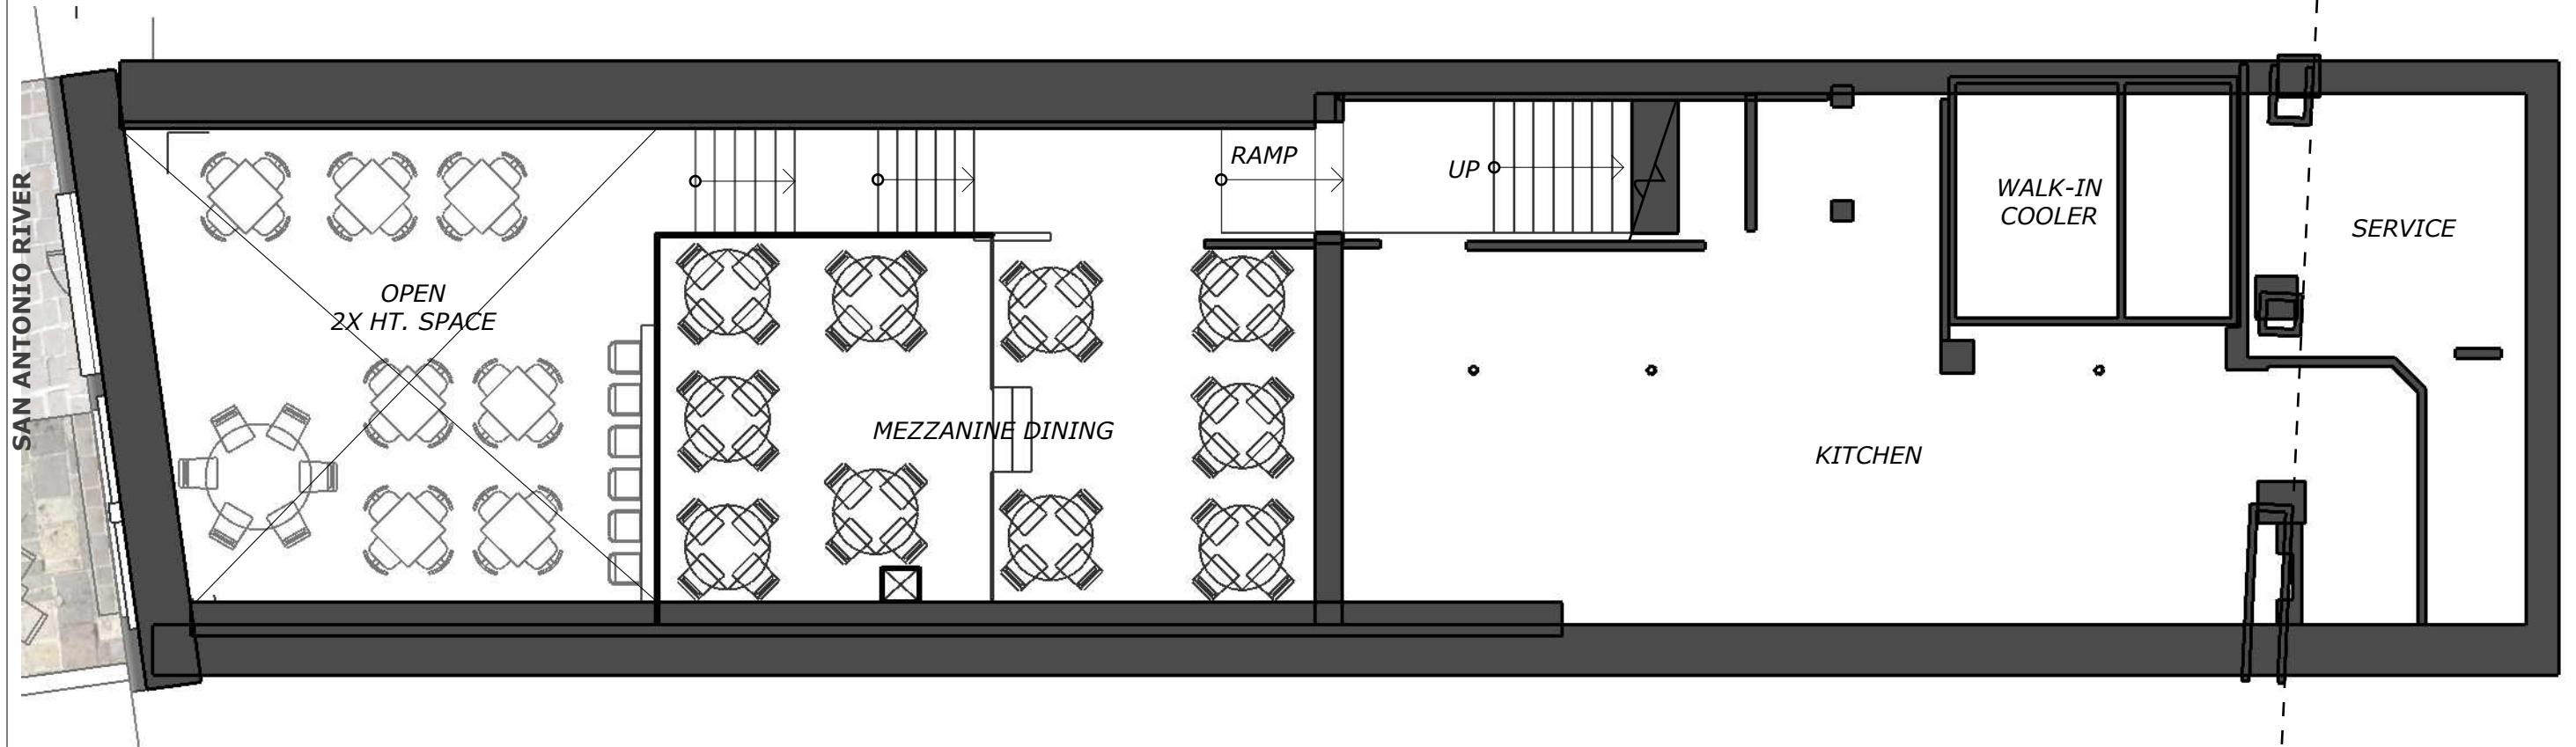 SAN ANTONIO RIVER
OPEN
2X HT. SPACE
MEZZANINE DINING
RAMP
UP
KITCHEN
WALK-IN
COOLER
SERVICE